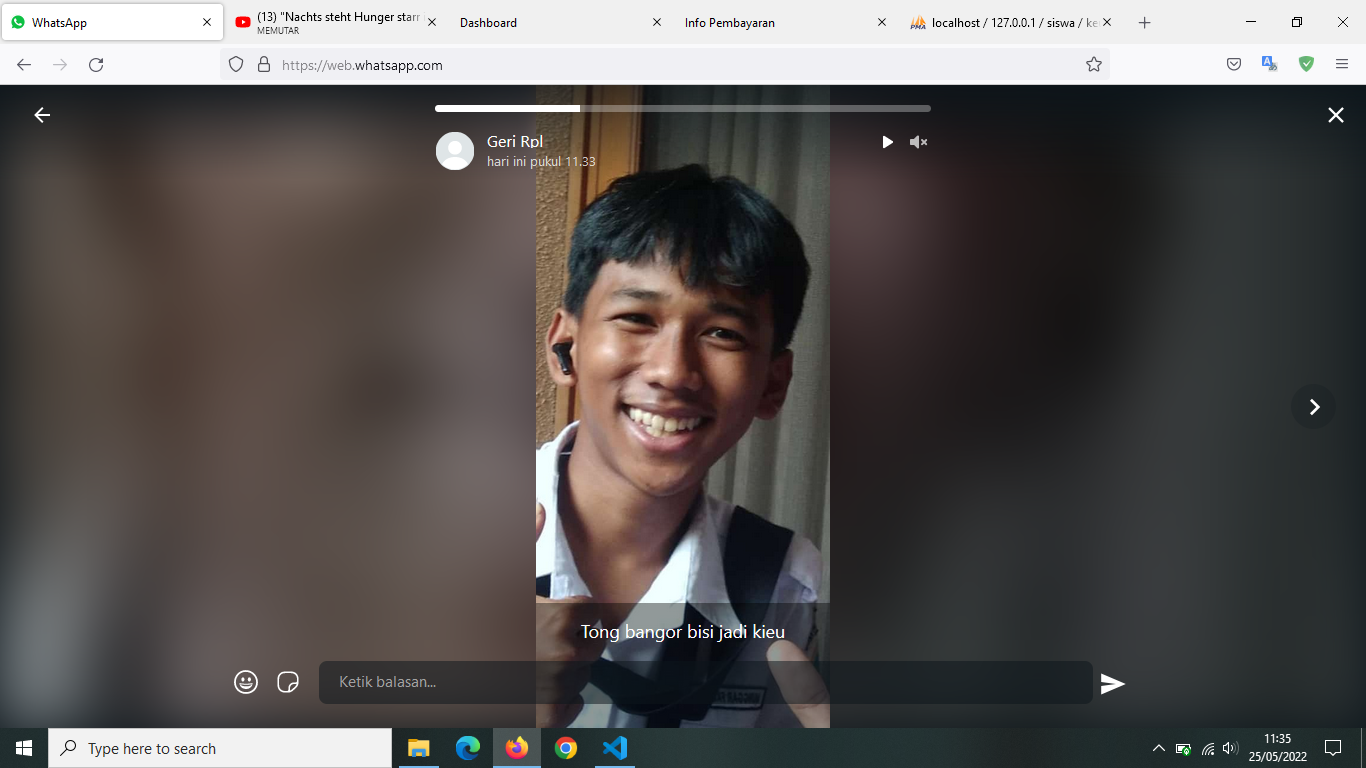 WhatsApp
(13) "Nachts steht Hunger starr
MEMUTAR
Dashboard
Info Pembayaran
PMA
localhost / 127.0.0.1 / siswa / ke
https://web.whatsapp.com
Geri Rpl
hari ini pukul 11.33
Tong bangor bisi jadi kieu
Ketik balasan...
Type here to search
11:35
25/05/2022